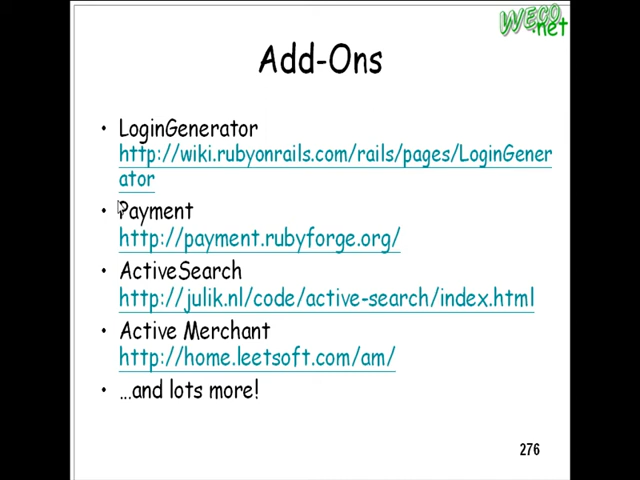 WECO.net
Add-Ons
• LoginGenerator
http://wiki.rubyonrails.com/rails/pages/LoginGener
ator
• Payment
http://payment.rubyforge.org/
• ActiveSearch
http://julik.nl/code/active-search/index.html
• Active Merchant
http://home.leetsoft.com/am/
• ...and lots more!
276